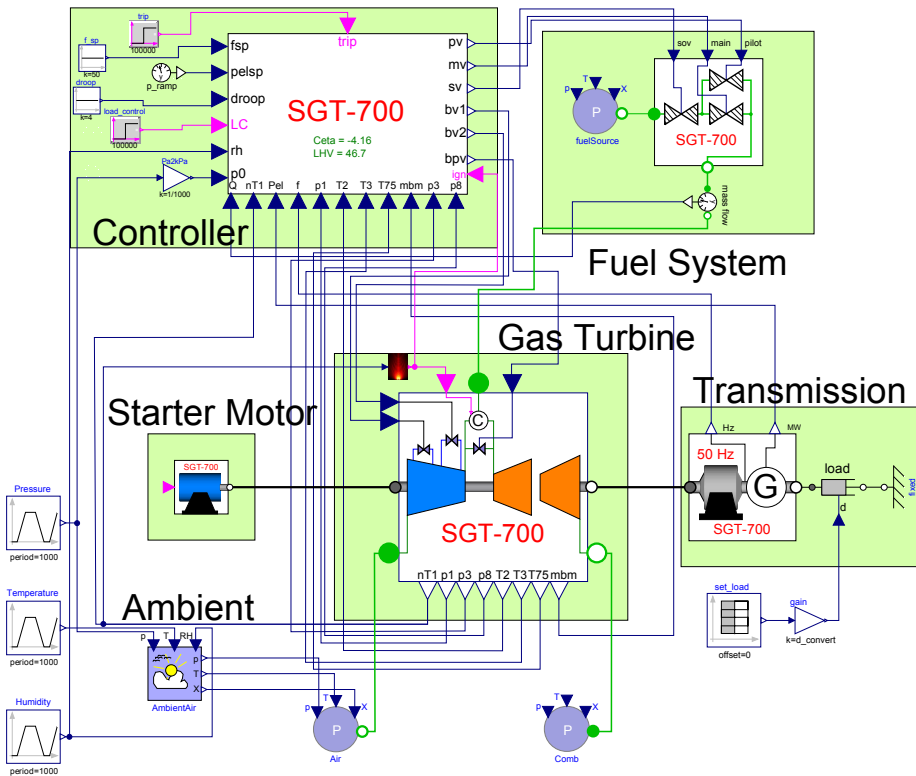 trip
100000
f_sp
k=50
p_ramp
droop
k=4
load_control
100000
Pa2kPa
k=1/1000
fsp
pelsp
droop
LC
rh
p0
trip
SGT-700
Ceta = -4.16
LHV = 46.7
pv
mv
sv
bv1
bv2
bpv
ign
Q nT1 Pel f p1 T2 T3 T75 mbm p3 p8
Controller
sov main pilot
p T X
P
fuelSource
SGT-700
mass flow
Fuel System
Gas Turbine
C
SGT-700
nT1 p1 p3 p8 T2 T3 T75 mbm
Starter Motor
SGT-700
Transmission
Hz MW
50 Hz
G
SGT-700
load
d
fixed
set_load
offset=0
gain
k=d_convert
Pressure
period=1000
Temperature
period=1000
Humidity
period=1000
Ambient
p T RH
p
T
X
AmbientAir
p T X
P
Air
p T X
P
Comb